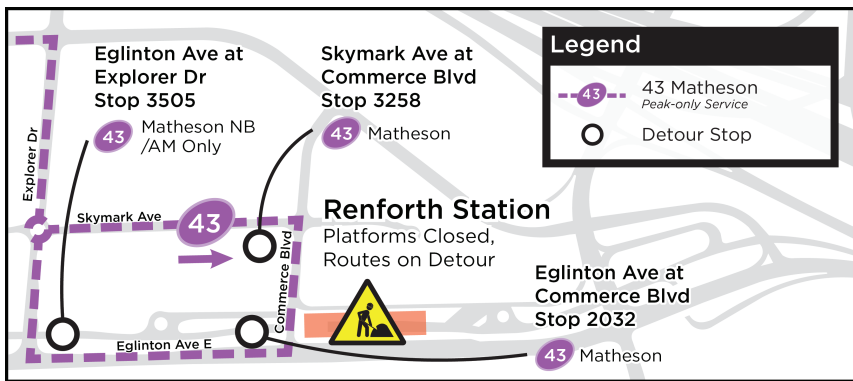 Eglinton Ave at
Explorer Dr
Stop 3505
43 Matheson NB
/AM Only
Skymark Ave at
Commerce Blvd
Stop 3258
43 Matheson
Legend
43 43 Matheson
Peak-only Service
Detour Stop
Explorer Dr
Skymark Ave
43
Commerce Blvd
Renforth Station
Platforms Closed,
Routes on Detour
Eglinton Ave at
Commerce Blvd
Stop 2032
43 Matheson
Eglinton Ave E